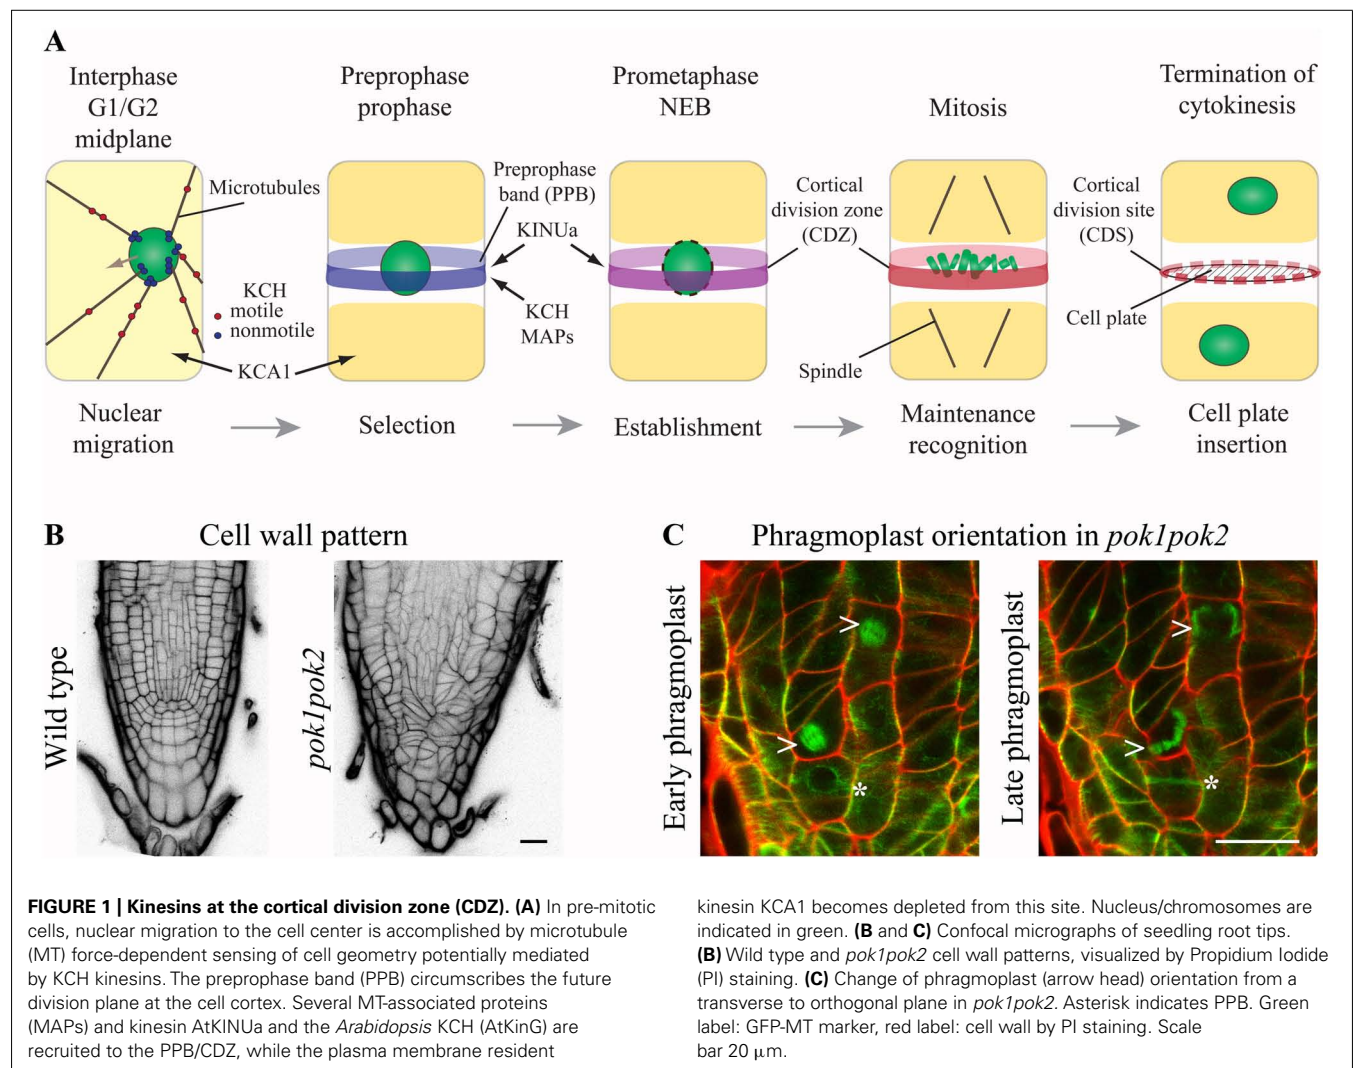 A
Interphase
G1/G2
midplane
Preprophase
prophase
Prometaphase
NEB
Mitosis
Termination of
cytokinesis
Microtubules
KCH
motile
nonmotile
KCA1
Preprophase
band (PPB)
KINUa
KCH
MAPs
Cortical
division zone
(CDZ)
Spindle
Cortical
division site
(CDS)
Cell plate
Nuclear
migration
Selection
Establishment
Maintenance
recognition
Cell plate
insertion
B
Cell wall pattern
Wild type
pok1pok2
C
Phragmoplast orientation in pok1pok2
Early phragmoplast
>
>
*
Late phragmoplast
>
>
*
FIGURE 1 | Kinesins at the cortical division zone (CDZ). (A) In pre-mitotic
cells, nuclear migration to the cell center is accomplished by microtubule
(MT) force-dependent sensing of cell geometry potentially mediated
by KCH kinesins. The preprophase band (PPB) circumscribes the future
division plane at the cell cortex. Several MT-associated proteins
(MAPs) and kinesin AtKINUa and the Arabidopsis KCH (AtKinG) are
recruited to the PPB/CDZ, while the plasma membrane resident
kinesin KCA1 becomes depleted from this site. Nucleus/chromosomes are
indicated in green. (B and C) Confocal micrographs of seedling root tips.
(B) Wild type and pok1pok2 cell wall patterns, visualized by Propidium Iodide
(PI) staining. (C) Change of phragmoplast (arrow head) orientation from a
transverse to orthogonal plane in pok1pok2. Asterisk indicates PPB. Green
label: GFP-MT marker, red label: cell wall by PI staining. Scale
bar 20 μm.